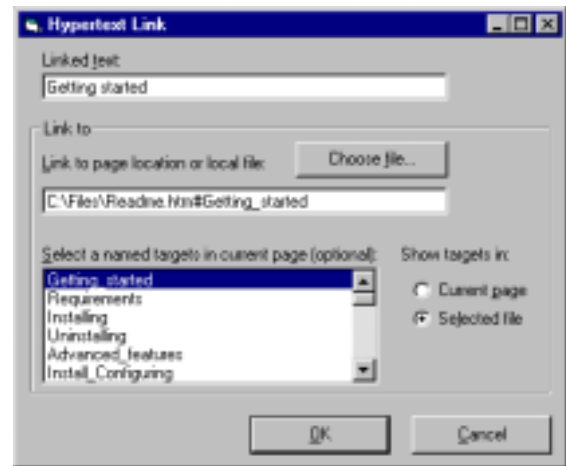 Hypertext Link
Linked text:
Getting started
Link to
Link to page location or local file:
Choose file...
C:\Files\Readme.htm#Getting_started
Select a named targets in current page (optional):
Show targets in:
Getting_started
Requirements
Installing
Uninstalling
Advanced_features
Install_Configuring
Current page
Selected file
OK
Cancel